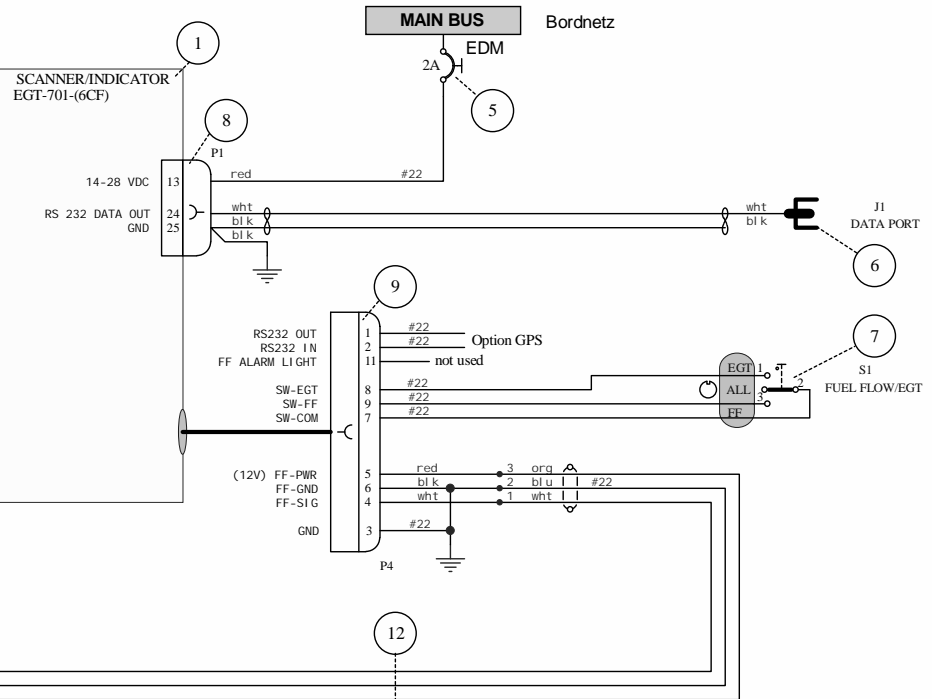 MAIN BUS Bordnetz
1
EDM
2A
SCANNER/INDICATOR
EGT-701-(6CF)
5
8
P1
14-28 VDC 13 red #22
RS 232 DATA OUT 24 wht wht
GND 25 blk blk
blk
J1
DATA PORT
6
9
RS232 OUT 1 #22
RS232 IN 2 #22 Option GPS
FF ALARM LIGHT 11 not used
7
S1
FUEL FLOW/EGT
SW-EGT 8 #22 EGT 1
SW-FF 9 #22 ALL 3 2
SW-COM 7 #22 FF
(12V) FF-PWR 5 red 3 org
FF-GND 6 blk 2 blu #22
FF-SIG 4 wht 1 wht
GND 3 #22
P4
12